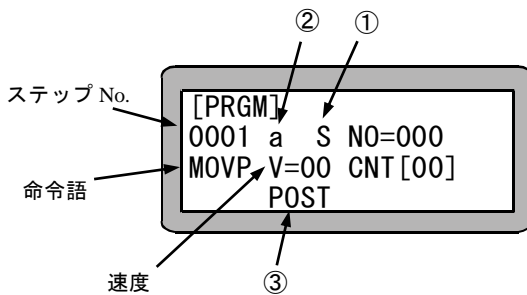 ② ①
ステップ No.
[PRGM]
0001 a S NO=000
MOVP V=00 CNT[00]
POST
命令語
速度
③